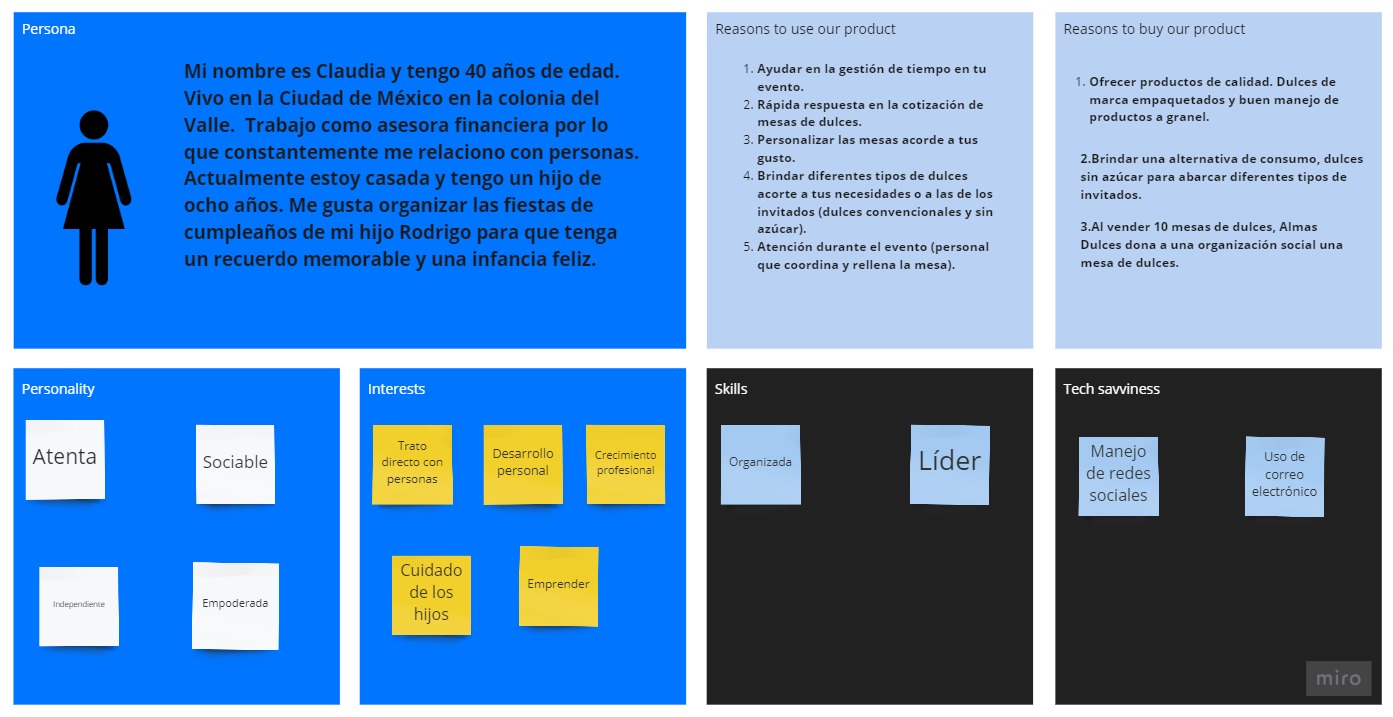 Persona
Mi nombre es Claudia y tengo 40 años de edad.
Vivo en la Ciudad de México en la colonia del
Valle.  Trabajo como asesora financiera por lo
que constantemente me relaciono con personas.
Actualmente estoy casada y tengo un hijo de
ocho años. Me gusta organizar las fiestas de
cumpleaños de mi hijo Rodrigo para que tenga
un recuerdo memorable y una infancia feliz.
Reasons to use our product
1. Ayudar en la gestión de tiempo en tu
evento.
2. Rápida respuesta en la cotización de
mesas de dulces.
3. Personalizar las mesas acorde a tus
gusto.
4. Brindar diferentes tipos de dulces
acorte a tus necesidades o a las de los
invitados (dulces convencionales y sin
azúcar).
5. Atención durante el evento (personal
que coordina y rellena la mesa).
Reasons to buy our product
1. Ofrecer productos de calidad. Dulces de
marca empaquetados y buen manejo de
productos a granel.
2.Brindar una alternativa de consumo, dulces
sin azúcar para abarcar diferentes tipos de
invitados.
3.Al vender 10 mesas de dulces, Almas
Dulces dona a una organización social una
mesa de dulces.
Personality
Atenta
Sociable
Independiente
Empoderada
Interests
Trato
directo con
personas
Desarrollo
personal
Crecimiento
profesional
Cuidado
de los
hijos
Emprender
Skills
Organizada
Líder
Tech savviness
Manejo
de redes
sociales
Uso de
correo
electrónico
miro